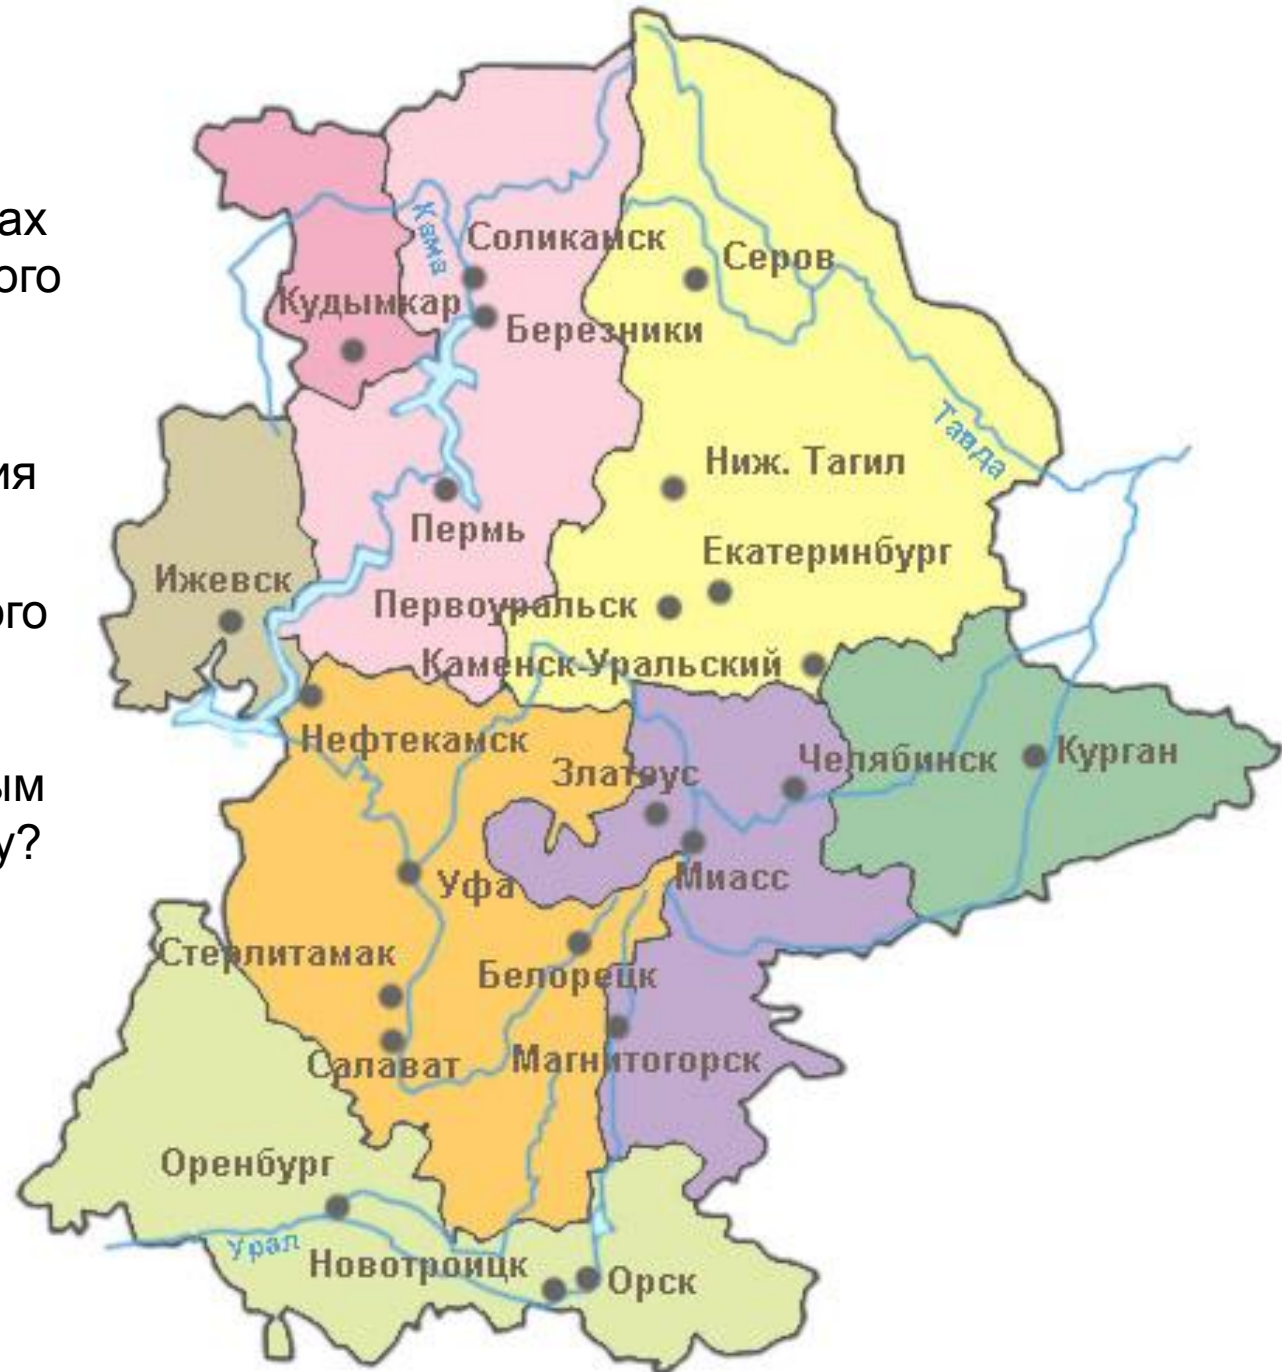 ах
ого
ия
ого
ым
у?
Кама
Соликамск
Серов
Кудымкар
Березники
Тавда
Ниж. Тагил
Пермь
Екатеринбург
Ижевск
Первоуральск
Каменск-Уральский
Нефтекамск
Златоус
Челябинск
Курган
Миасс
Уфа
Стерлитамак
Белорецк
Салават
Магнитогорск
Оренбург
Урал
Новотроицк
Орск